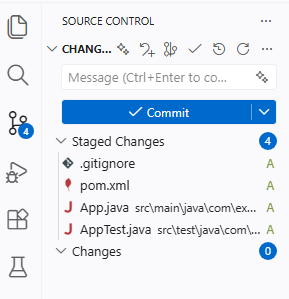 SOURCE CONTROL
CHANG...
Message (Ctrl+Enter to co...
Commit
4
Staged Changes 4
.gitignore A
pom.xml A
App.java src\main\java\com\ex... A
AppTest.java src\test\java\com\... A
Changes 0